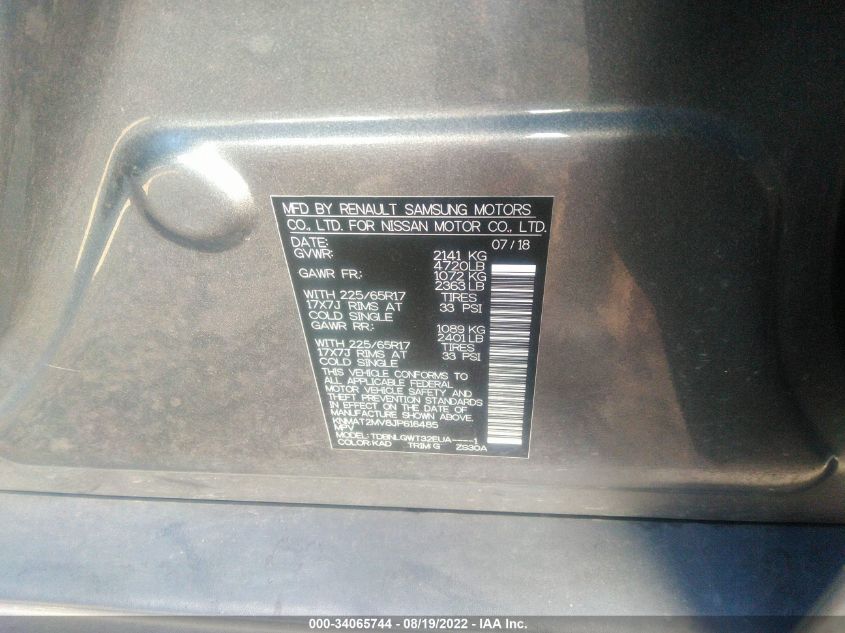 MFD BY RENAULT SAMSUNG MOTORS
CO., LTD. FOR NISSAN MOTOR CO., LTD.
DATE: 07/18
GVWR: 2141 KG
4720LB
GAWR FR: 1072 KG
2363 LB
WITH 225/65R17 TIRES
17X7J RIMS AT 33 PSI
COLD SINGLE
GAWR RR: 1089 KG
2401 LB
WITH 225/65R17 TIRES
17X7J RIMS AT 33 PSI
COLD SINGLE
THIS VEHICLE CONFORMS TO
ALL APPLICABLE FEDERAL
MOTOR VEHICLE SAFETY AND
THEFT PREVENTION STANDARDS
IN EFFECT ON THE DATE OF
MANUFACTURE SHOWN ABOVE.
KNMAT2MV8JP616485
MPV
MODEL: TDBNLGWT32EUA----1
COLOR: KAD TRIM: G ZS30A
000-34065744 - 08/19/2022 - IAA Inc.